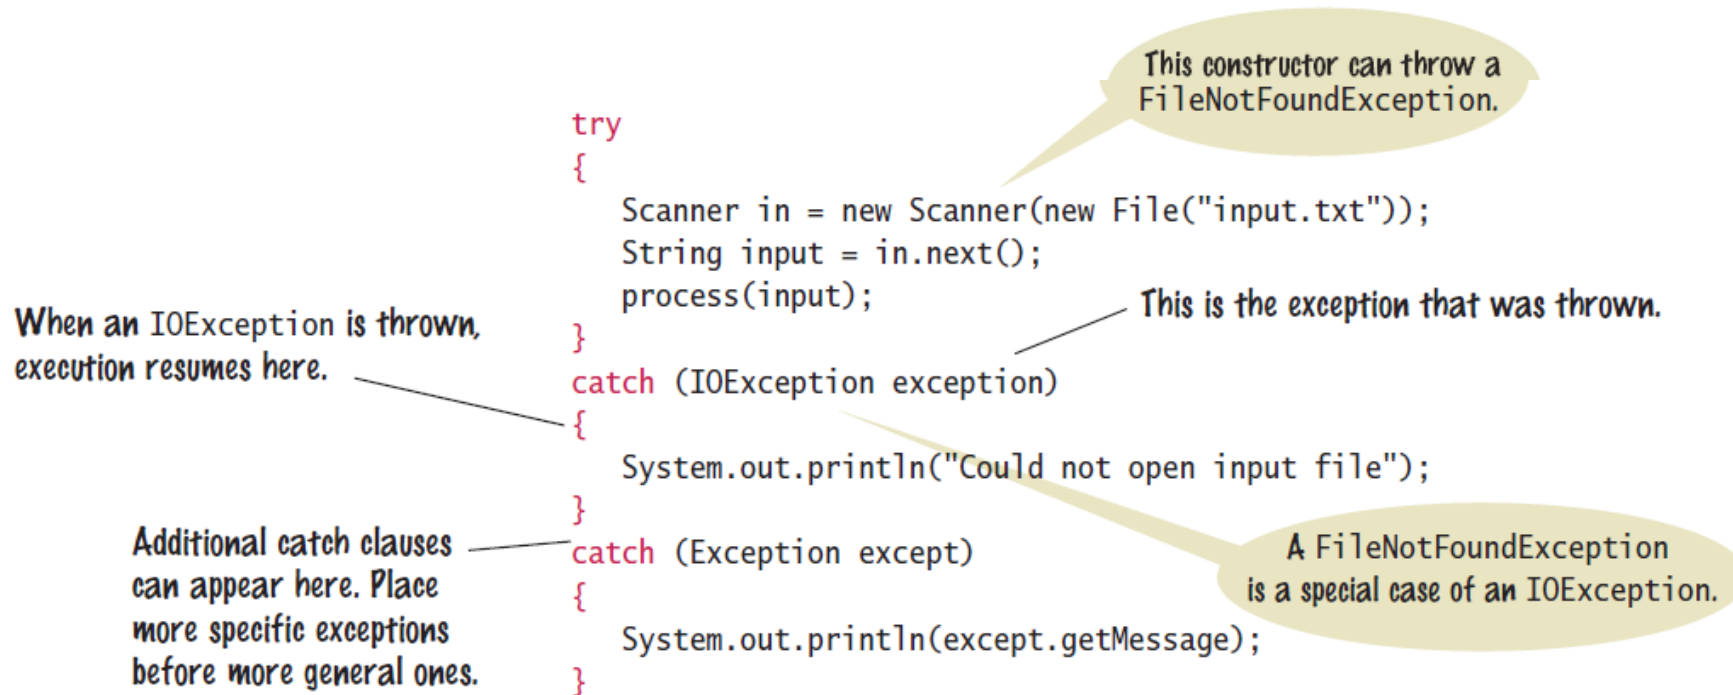 This constructor can throw a
FileNotFoundException.
try
{
Scanner in = new Scanner(new File("input.txt"));
String input = in.next();
process(input);
}
This is the exception that was thrown.
When an IOException is thrown,
execution resumes here.
catch (IOException exception)
{
System.out.println("Could not open input file");
}
A FileNotFoundException
is a special case of an IOException.
Additional catch clauses
can appear here. Place
more specific exceptions
before more general ones.
catch (Exception except)
{
System.out.println(except.getMessage);
}